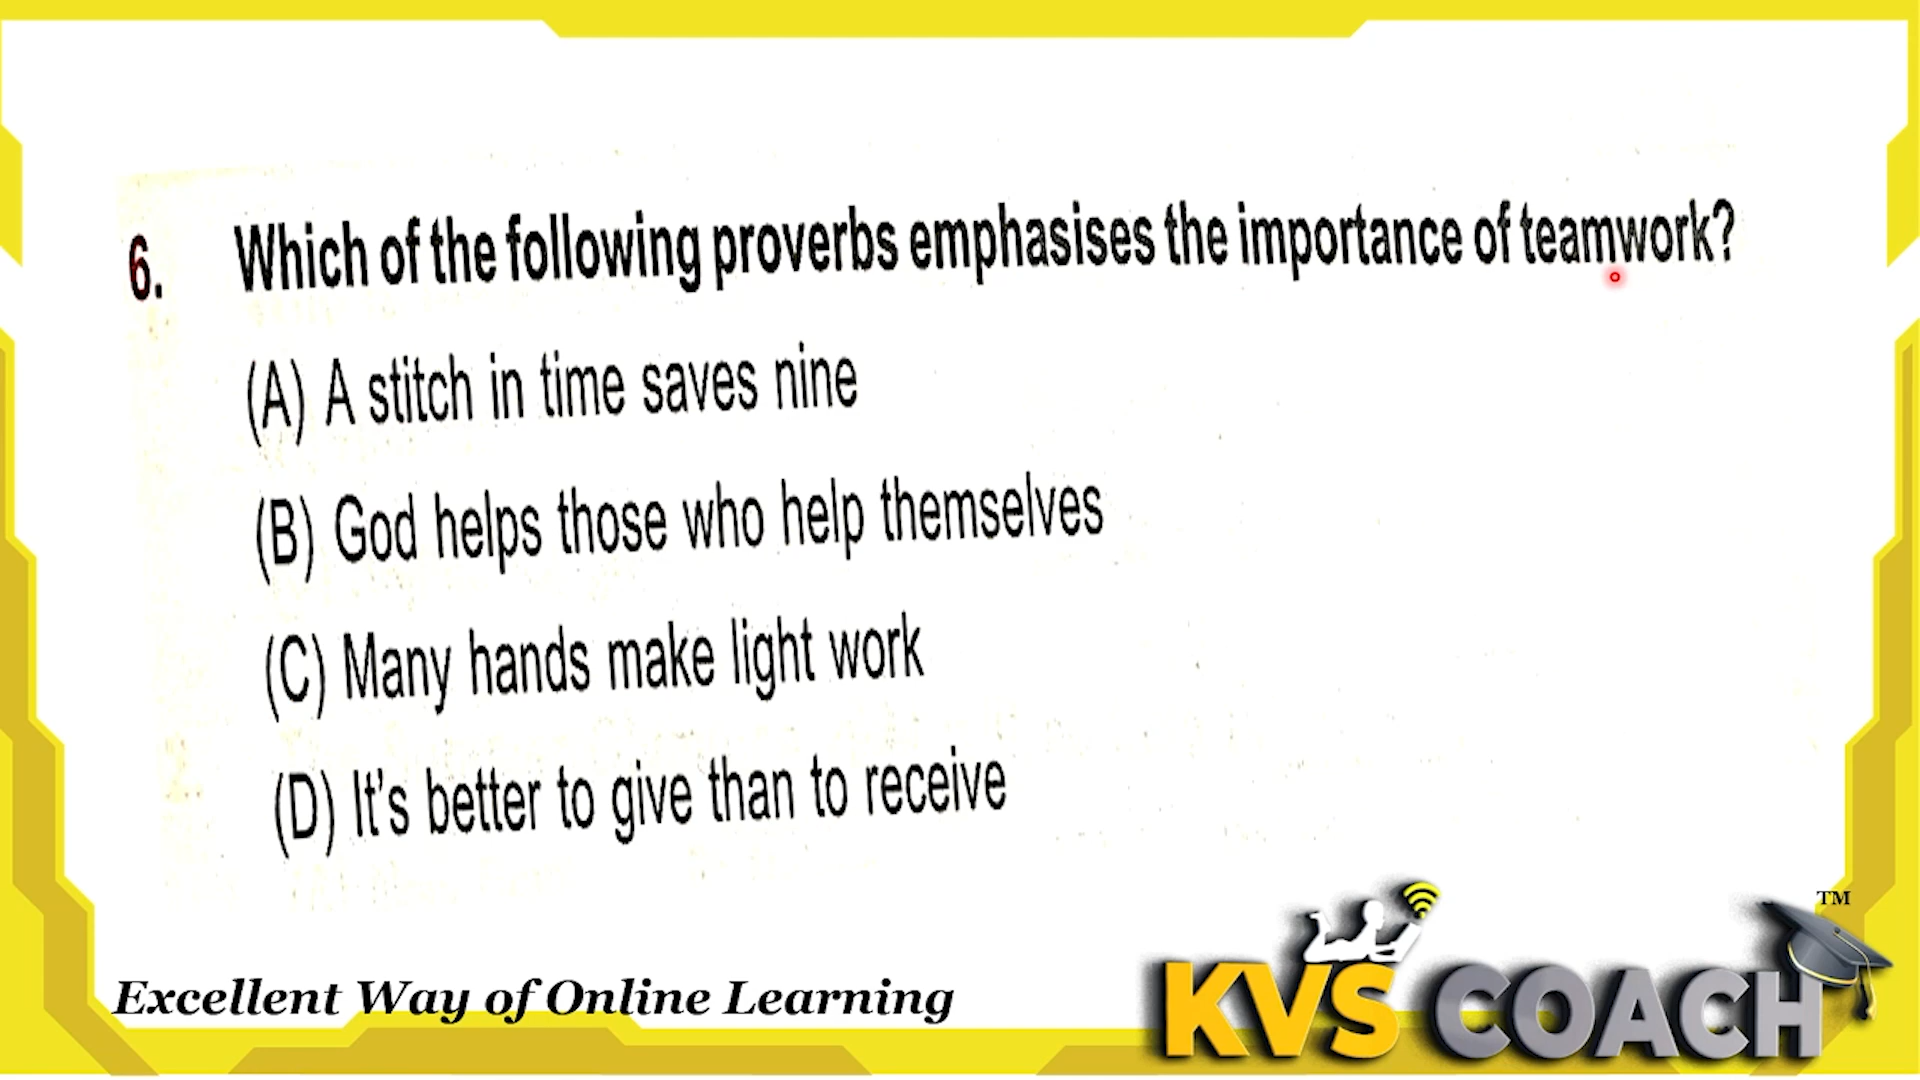 6. Which of the following proverbs emphasises the importance of teamwork?
(A) A stitch in time saves nine
(B) God helps those who help themselves
(C) Many hands make light work
(D) It's better to give than to receive
Excellent Way of Online Learning
KVS COACH TM